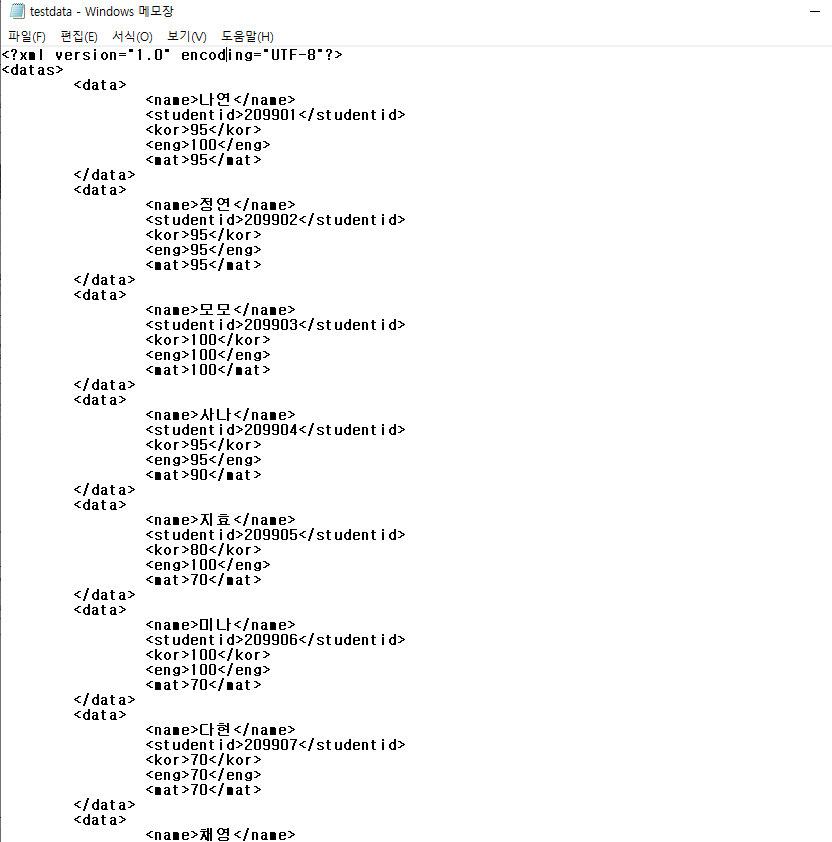 testdata - Windows 메모장
파일(F) 편집(E) 서식(O) 보기(V) 도움말(H)
<?xml version="1.0" encoding="UTF-8"?>
<datas>
<data>
<name>나연</name>
<studentid>209901</studentid>
<kor>95</kor>
<eng>100</eng>
<mat>95</mat>
</data>
<data>
<name>정연</name>
<studentid>209902</studentid>
<kor>95</kor>
<eng>95</eng>
<mat>95</mat>
</data>
<data>
<name>모모</name>
<studentid>209903</studentid>
<kor>100</kor>
<eng>100</eng>
<mat>100</mat>
</data>
<data>
<name>사나</name>
<studentid>209904</studentid>
<kor>95</kor>
<eng>95</eng>
<mat>90</mat>
</data>
<data>
<name>지효</name>
<studentid>209905</studentid>
<kor>80</kor>
<eng>100</eng>
<mat>70</mat>
</data>
<data>
<name>미나</name>
<studentid>209906</studentid>
<kor>100</kor>
<eng>100</eng>
<mat>70</mat>
</data>
<data>
<name>다현</name>
<studentid>209907</studentid>
<kor>70</kor>
<eng>70</eng>
<mat>70</mat>
</data>
<data>
<name>채영</name>